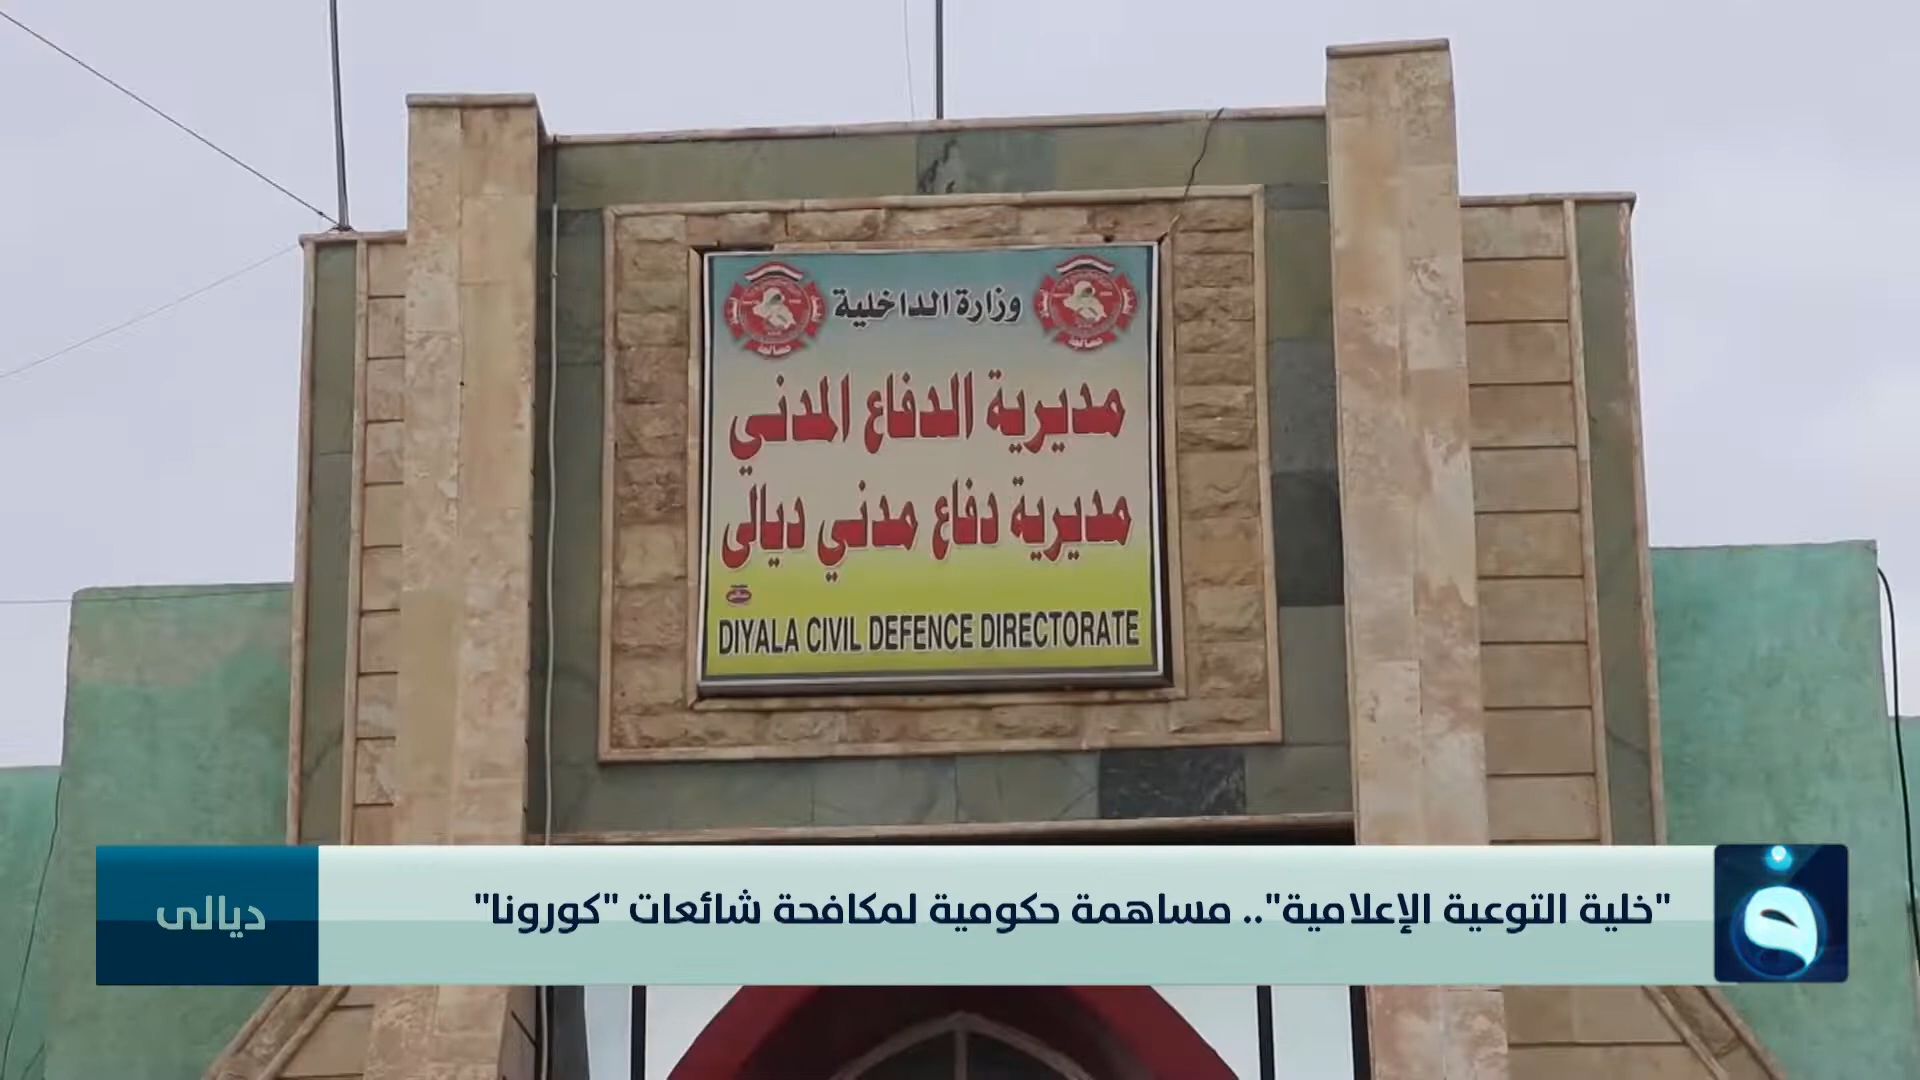 وزارة الداخلية
مديرية الدفاع المدني
مديرية دفاع مدني ديالى
DIYALA CIVIL DEFENCE DIRECTORATE
"خلية التوعية الإعلامية".. مساهمة حكومية لمكافحة شائعات "كورونا"
ديالى